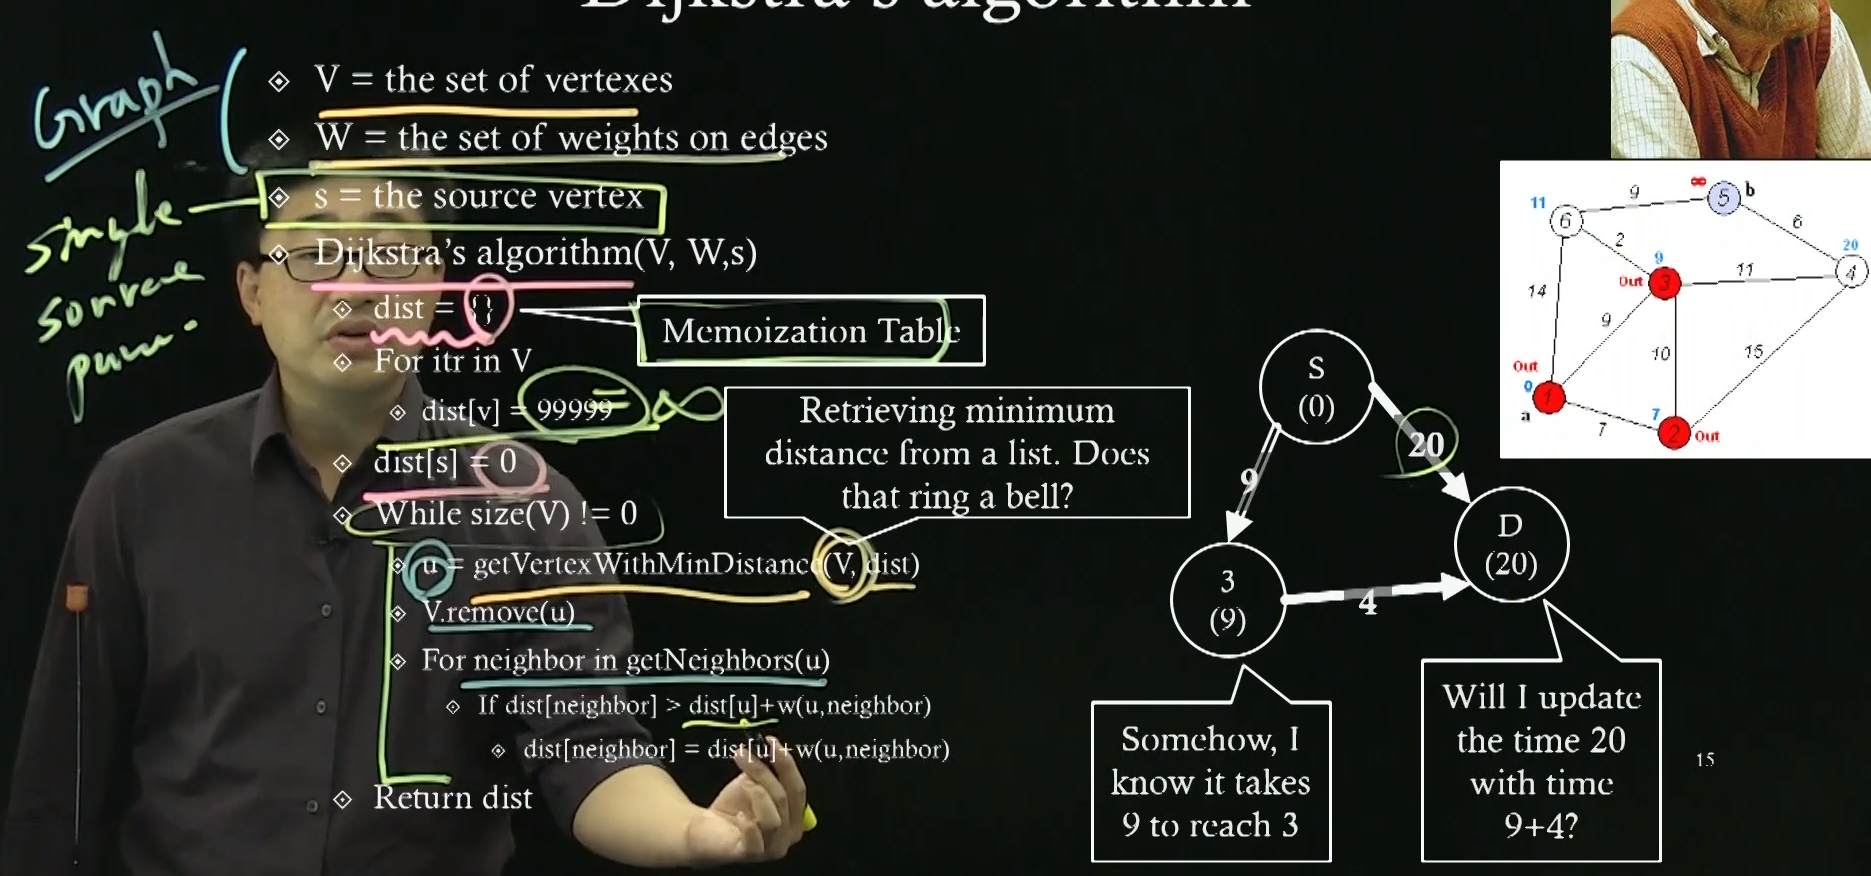 Dijkstra's algorithm
Graph
V = the set of vertexes
W = the set of weights on edges
single
source
s = the source vertex
Dijkstra's algorithm(V, W,s)
dist = {}
Memoization Table
For itr in V
dist[v] = 99999
= ∞
dist[s] = 0
Retrieving minimum
distance from a list. Does
that ring a bell?
While size(V) != 0
u = getVertexWithMinDistance(V, dist)
V.remove(u)
For neighbor in getNeighbors(u)
If dist[neighbor] > dist[u]+w(u,neighbor)
dist[neighbor] = dist[u]+w(u,neighbor)
Return dist
S
(0)
20
9
D
(20)
3
(9)
4
Somehow, I
know it takes
9 to reach 3
Will I update
the time 20
with time
9+4?
15
∞
5
b
9
11
6
6
2
9
20
Out
3
11
4
14
9
10
15
Out
0
1
a
7
7
2
Out